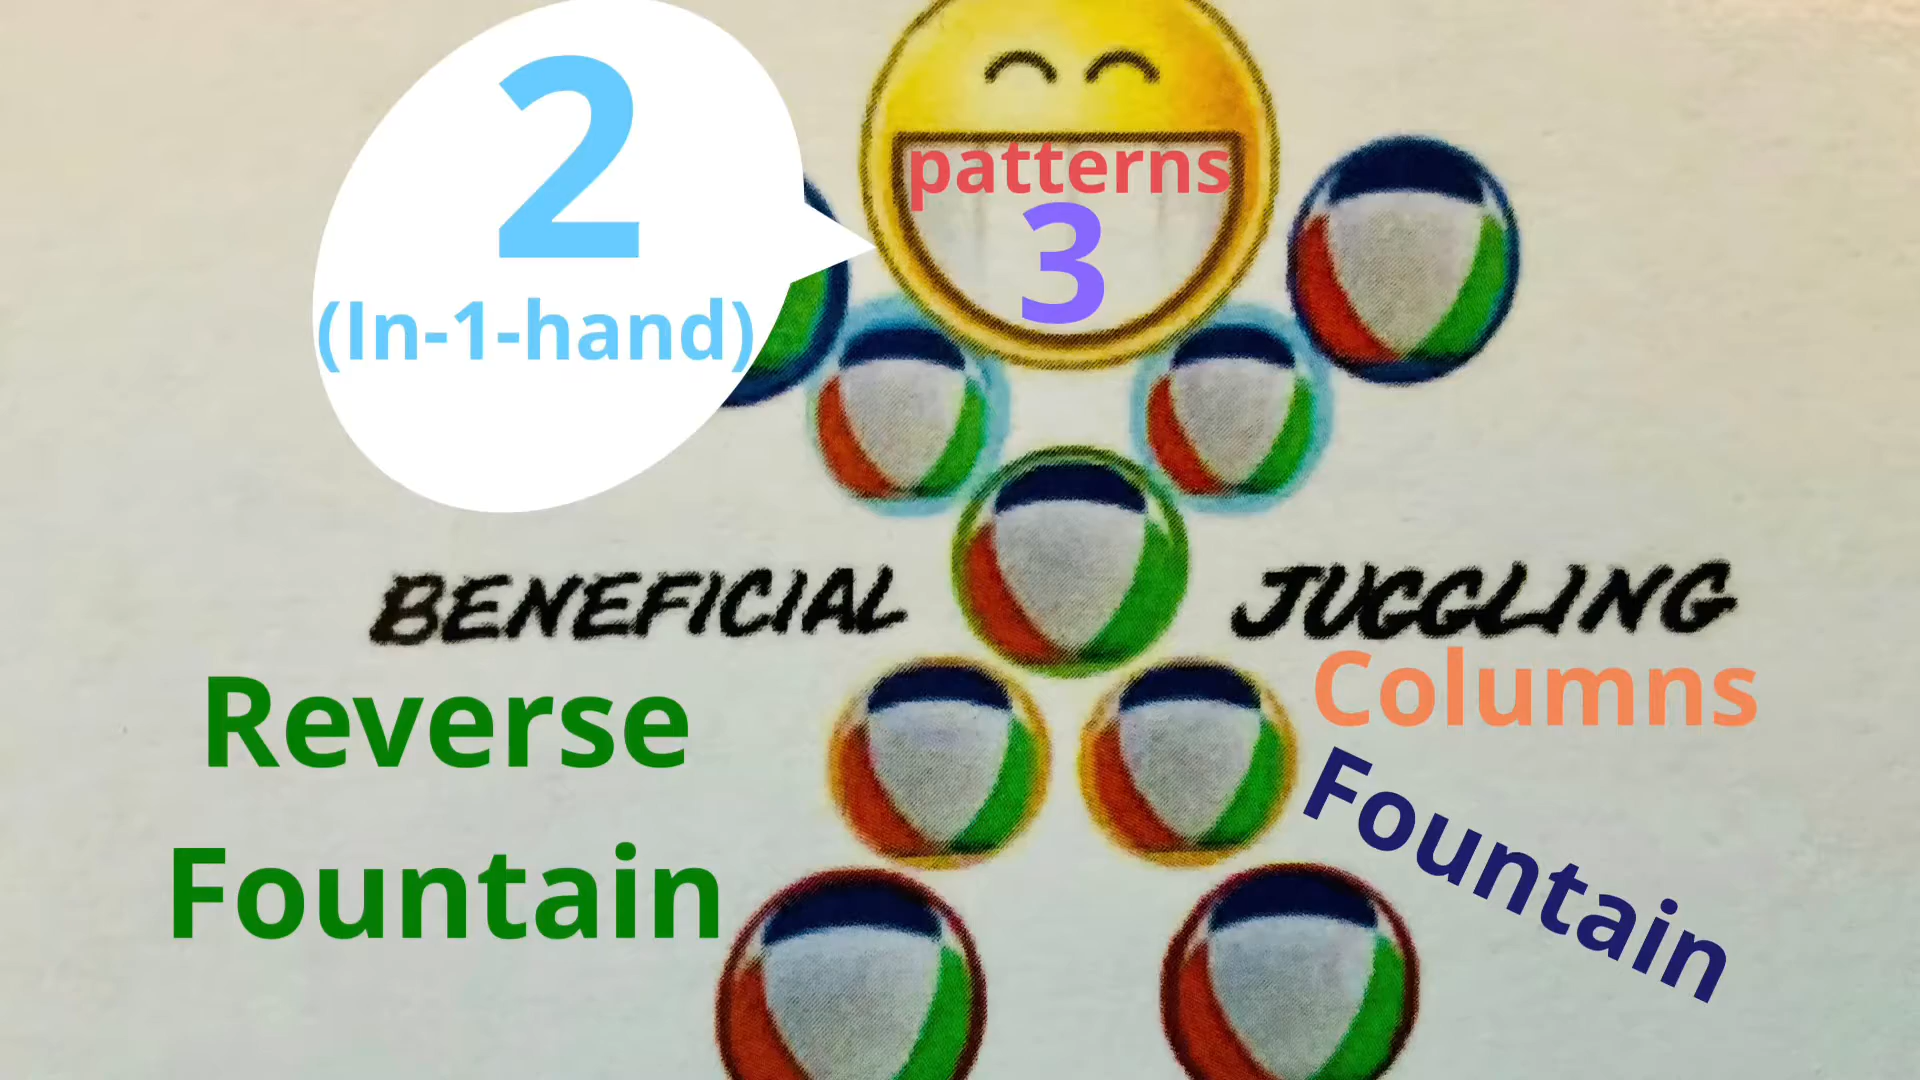 2
(In-1-hand)
patterns
3
BENEFICIAL JUGGLING
Reverse
Fountain
Columns
Fountain